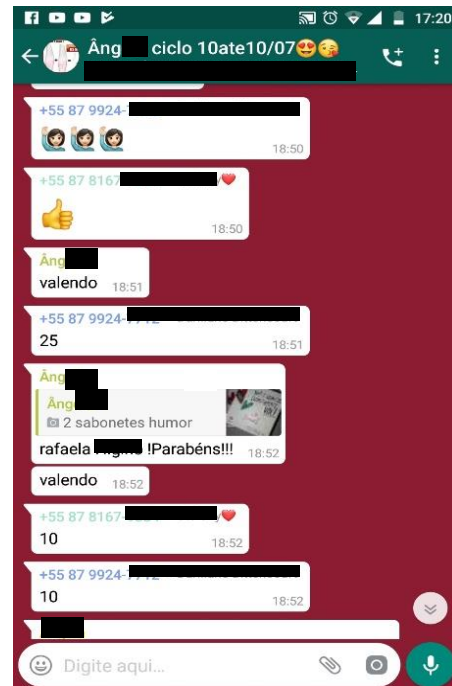 17:20
Âng ciclo 10ate10/07😍😘
+55 87 9924-
🙋🏻‍♀️🙋🏻‍♀️🙋🏻‍♀️
18:50
+55 87 8167 ❤️
👍
18:50
Âng
valendo 18:51
+55 87 9924-
25
18:51
Âng
Âng
2 sabonetes humor
rafaela !Parabéns!!! 18:52
valendo 18:52
+55 87 8167- ❤️
10
18:52
+55 87 9924-
10
18:52
Digite aqui...